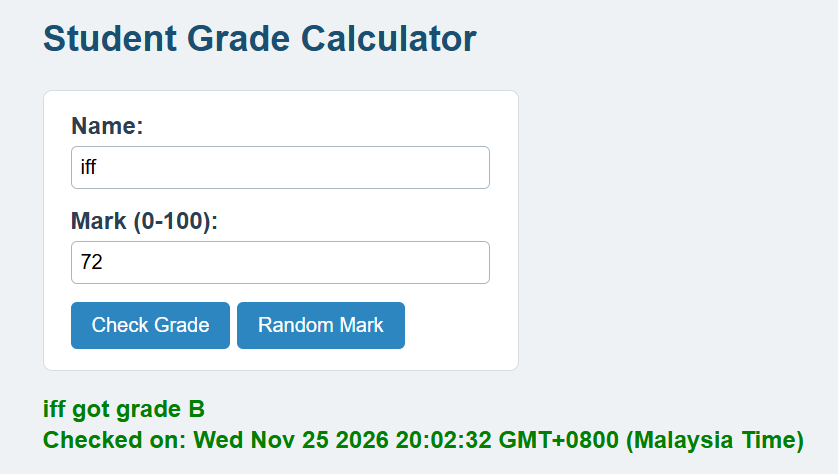 Student Grade Calculator
Name:
iff
Mark (0-100):
72
Check Grade Random Mark
iff got grade B
Checked on: Wed Nov 25 2026 20:02:32 GMT+0800 (Malaysia Time)